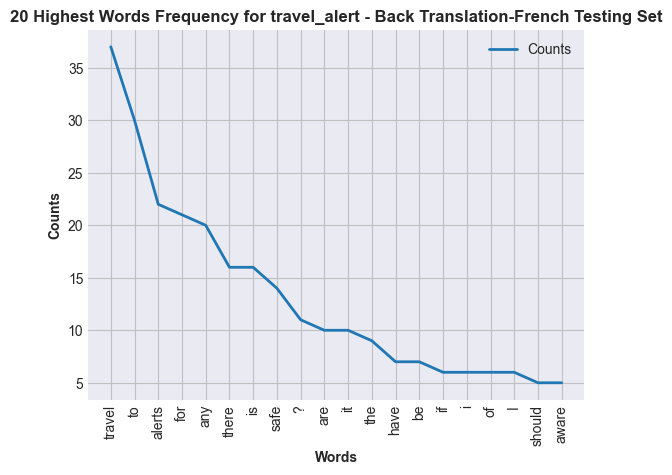 20 Highest Words Frequency for travel_alert - Back Translation-French Testing Set
Counts
35
30
25
20
15
10
5
Counts
travel
to
alerts
for
any
there
is
safe
?
are
it
the
have
be
if
i
of
I
should
aware
Words